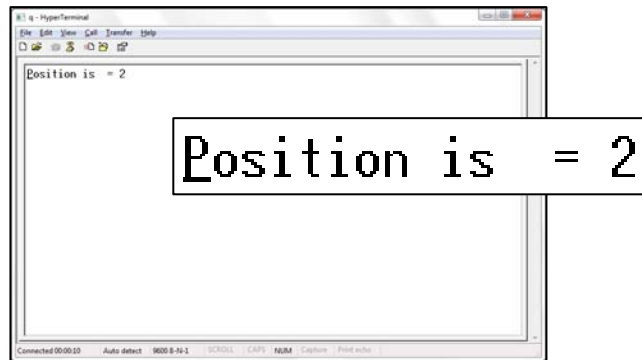 q - HyperTerminal
File Edit View Call Transfer Help
Position is  = 2
Position is  = 2
Connected 00:00:10 Auto detect 9600 8-N-1 SCROLL CAPS NUM Capture Print echo